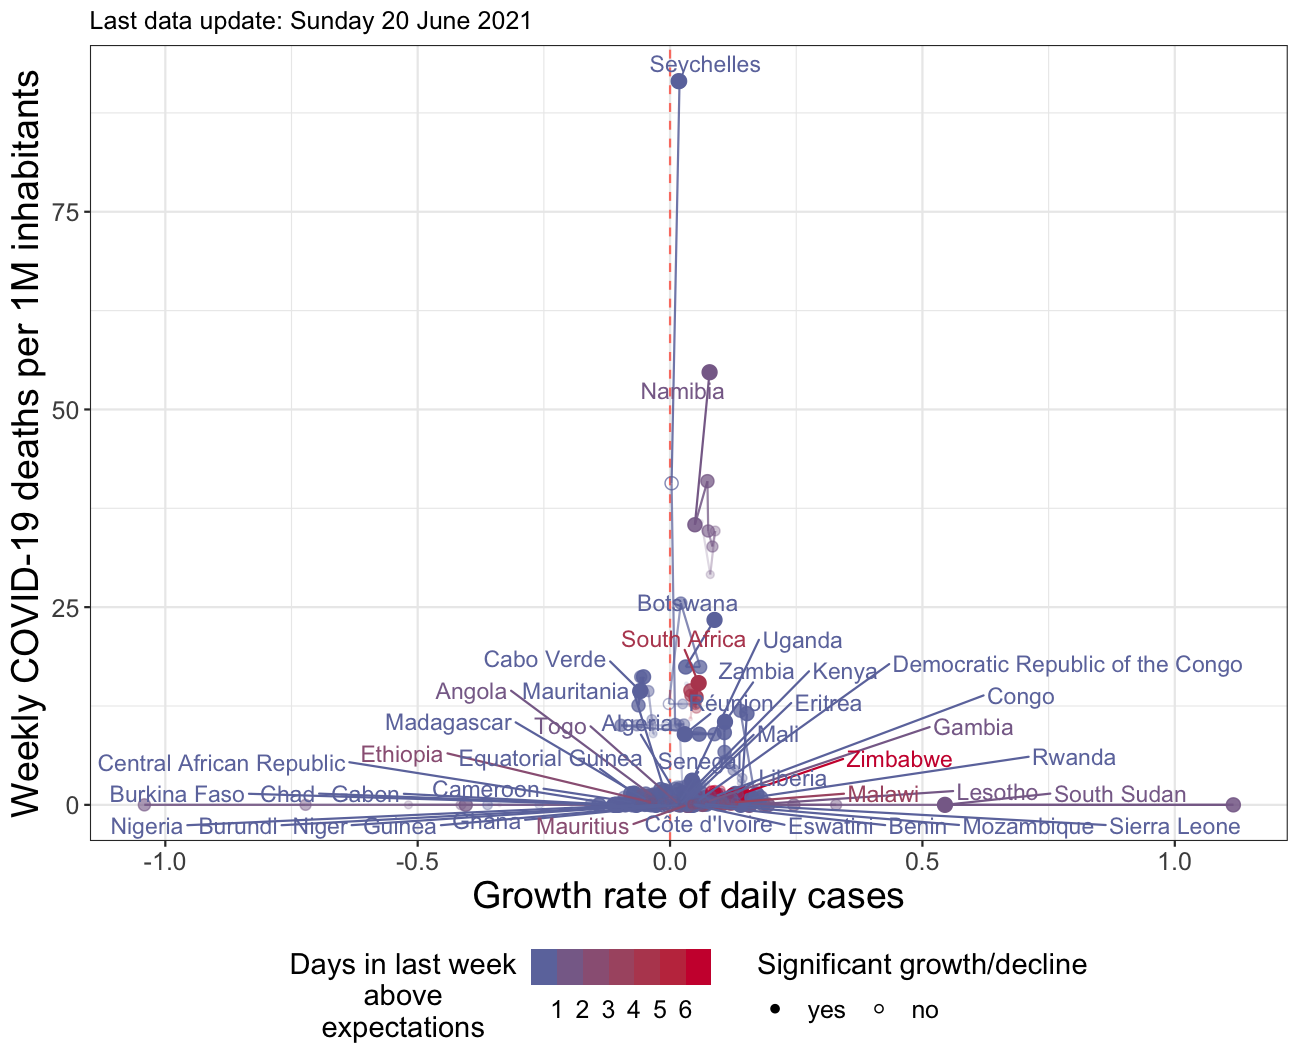 Last data update: Sunday 20 June 2021
Weekly COVID-19 deaths per 1M inhabitants
75
50
25
0
Seychelles
Namibia
Botswana
South Africa
Uganda
Cabo Verde
Zambia
Kenya
Democratic Republic of the Congo
Angola
Mauritania
Réunion
Eritrea
Congo
Madagascar
Togo
Algeria
Mali
Gambia
Ethiopia
Equatorial Guinea
Senegal
Zimbabwe
Rwanda
Central African Republic
Liberia
Burkina Faso
Chad
Gabon
Cameroon
Malawi
Lesotho
South Sudan
Nigeria
Burundi
Niger
Guinea
Ghana
Mauritius
Côte d'Ivoire
Eswatini
Benin
Mozambique
Sierra Leone
-1.0
-0.5
0.0
0.5
1.0
Growth rate of daily cases
Days in last week
above
expectations
1 2 3 4 5 6
Significant growth/decline
yes
no